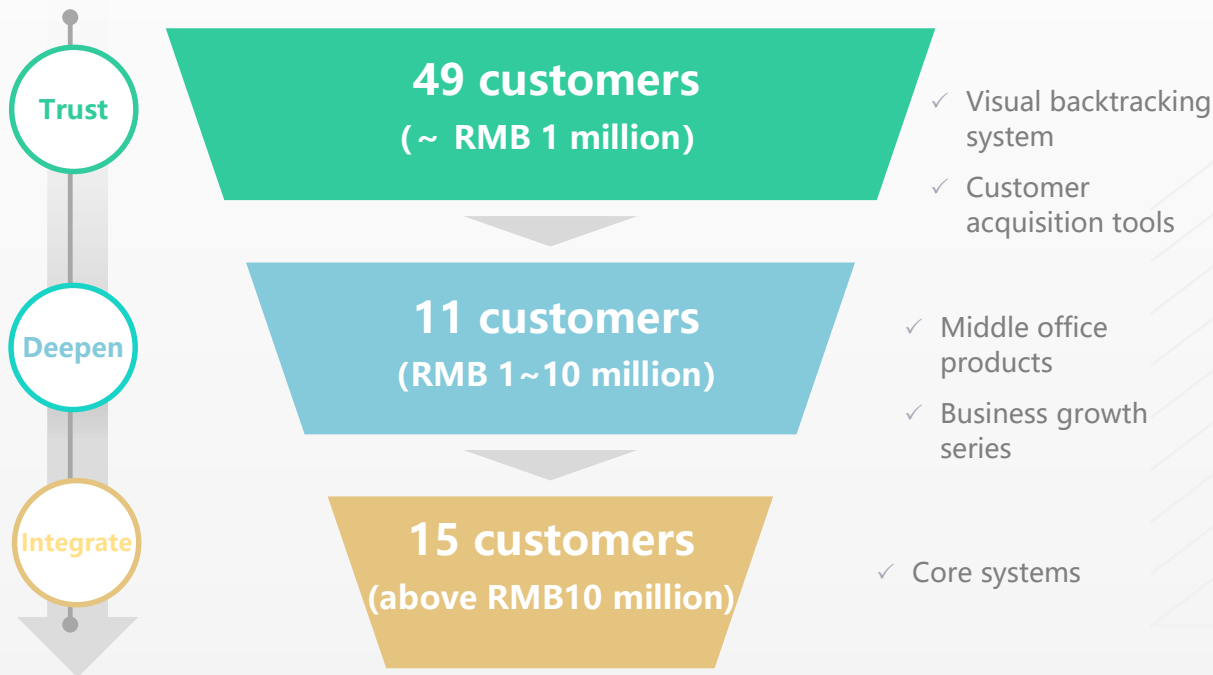 Trust
49 customers
(~ RMB 1 million)
Visual backtracking
system
Customer
acquisition tools
Deepen
11 customers
(RMB 1~10 million)
Middle office
products
Business growth
series
Integrate
15 customers
(above RMB10 million)
Core systems